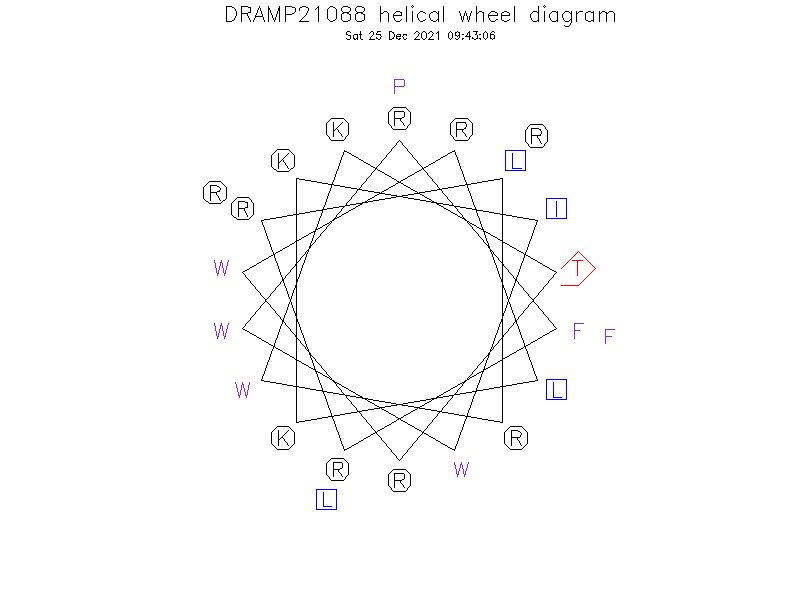 DRAMP21088 helical wheel diagram
Sat 25 Dec 2021 09:43:06
P
R
K R
R
K L
R R I
W T
W F F
W L
K R
R W
R
L